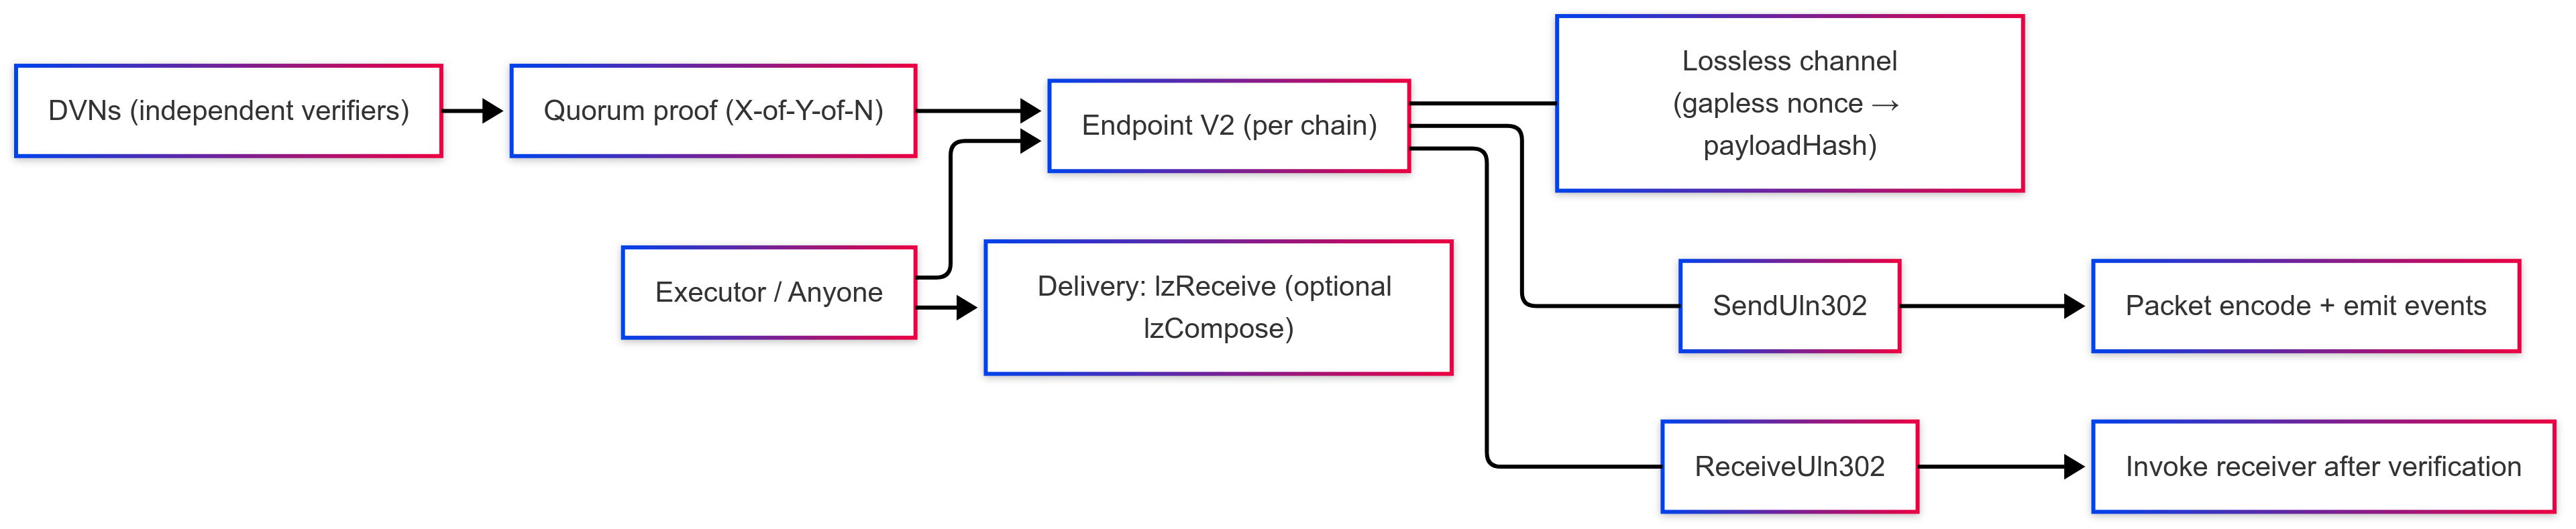 DVNs (independent verifiers)
Quorum proof (X-of-Y-of-N)
Endpoint V2 (per chain)
Lossless channel
(gapless nonce →
payloadHash)
Executor / Anyone
Delivery: lzReceive (optional
lzCompose)
SendUln302
Packet encode + emit events
ReceiveUln302
Invoke receiver after verification